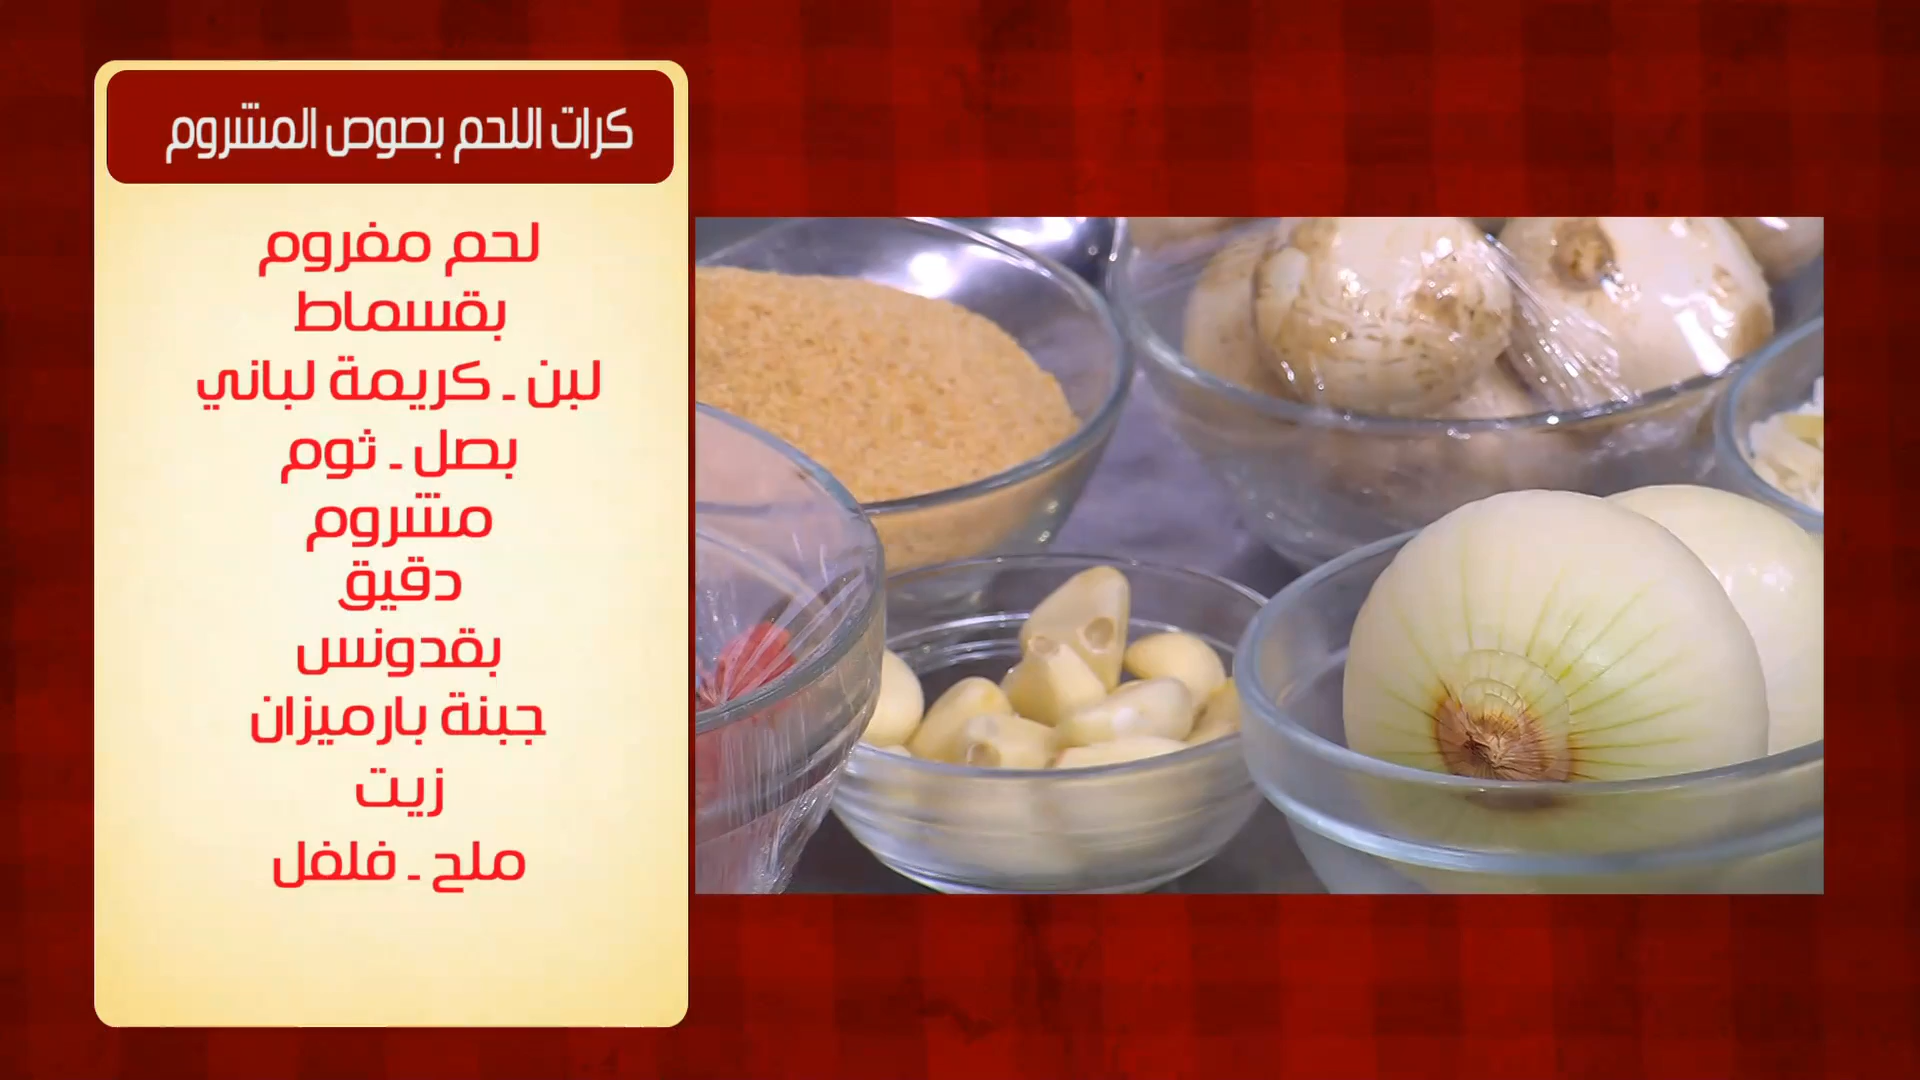 كرات اللحم بصوص المشروم
لحم مفروم
بقسماط
لبن - كريمة لباني
بصل - ثوم
مشروم
دقيق
بقدونس
جبنة بارميزان
زيت
ملح - فلفل